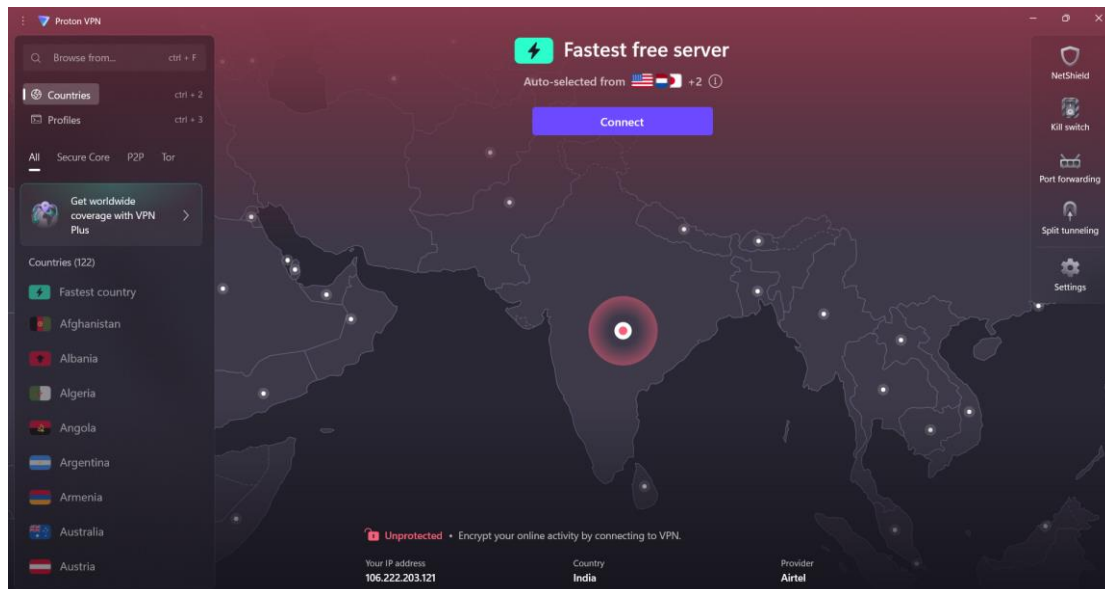 Proton VPN
Browse from...
ctrl + F
Countries
ctrl + 2
Profiles
ctrl + 3
All
Secure Core
P2P
Tor
Get worldwide
coverage with VPN
Plus
Countries (122)
Fastest country
Afghanistan
Albania
Algeria
Angola
Argentina
Armenia
Australia
Austria
Fastest free server
Auto-selected from +2
Connect
Unprotected • Encrypt your online activity by connecting to VPN.
Your IP address
106.222.203.121
Country
India
Provider
Airtel
NetShield
Kill switch
Port forwarding
Split tunneling
Settings